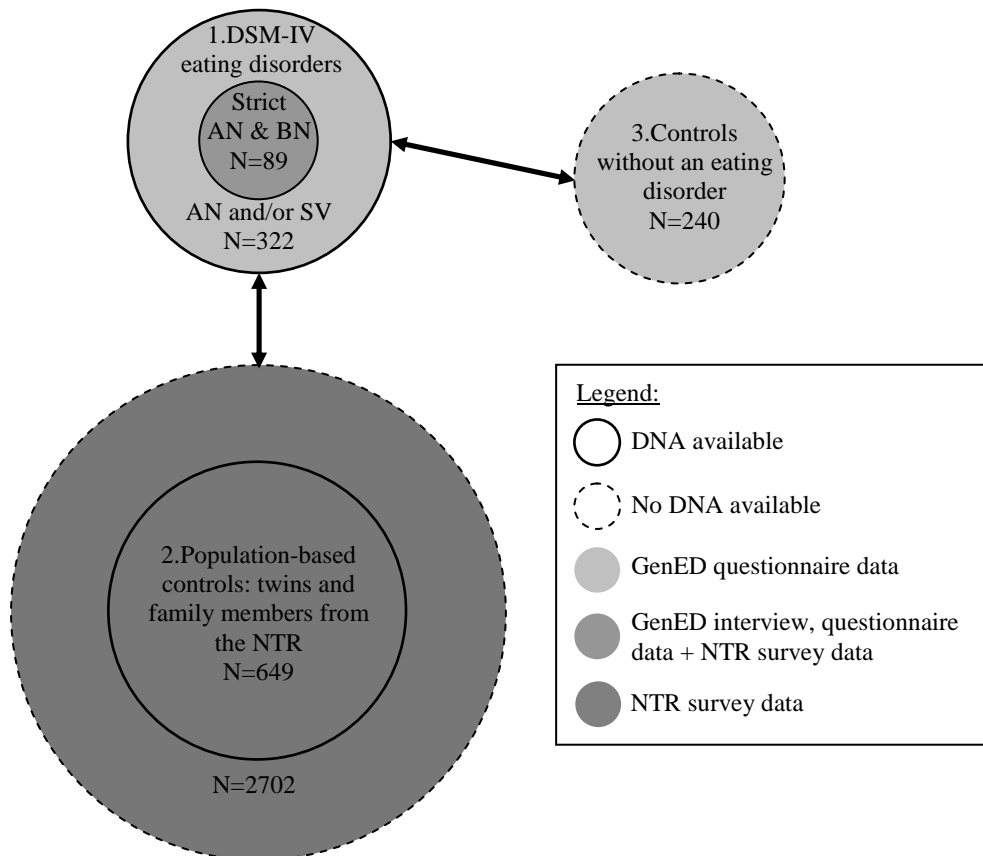 1.DSM-IV
eating disorders
Strict
AN & BN
N=89
AN and/or SV
N=322
3.Controls
without an eating
disorder
N=240
2.Population-based
controls: twins and
family members from
the NTR
N=649
N=2702
Legend:
DNA available
No DNA available
GenED questionnaire data
GenED interview, questionnaire
data + NTR survey data
NTR survey data